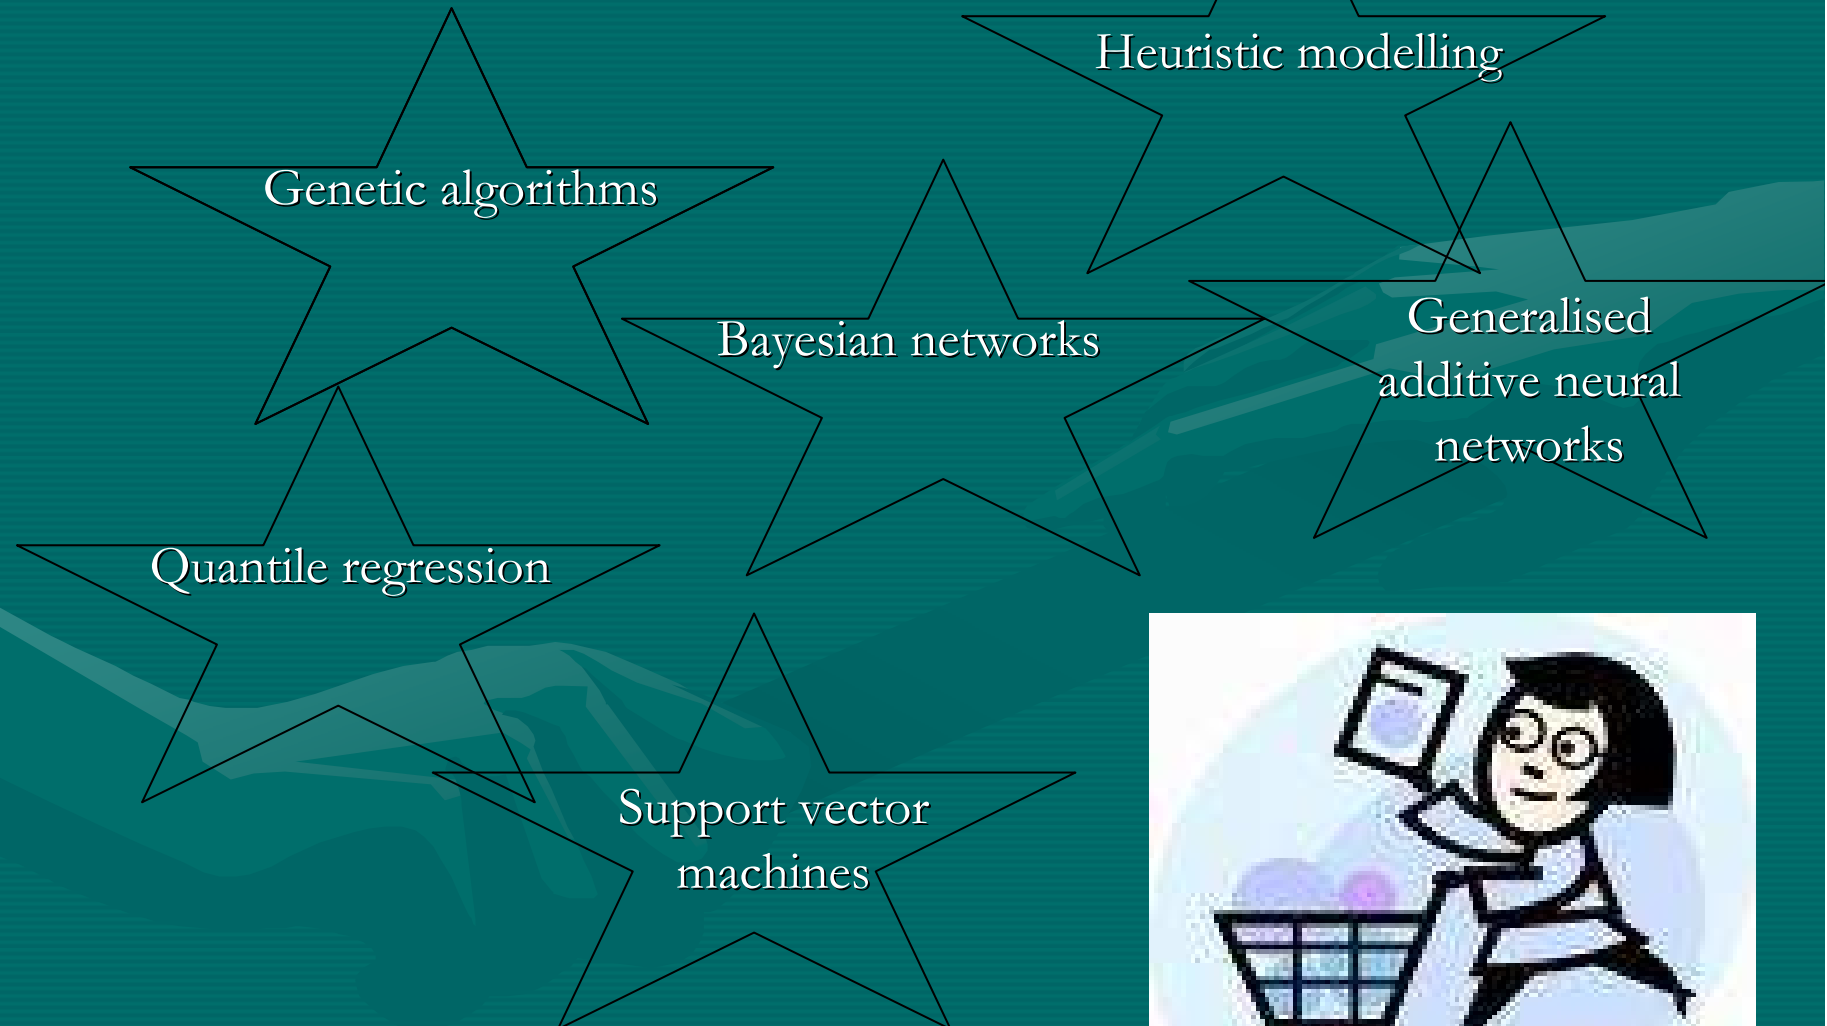 Heuristic modelling
Genetic algorithms
Bayesian networks
Generalised
additive neural
networks
Quantile regression
Support vector
machines